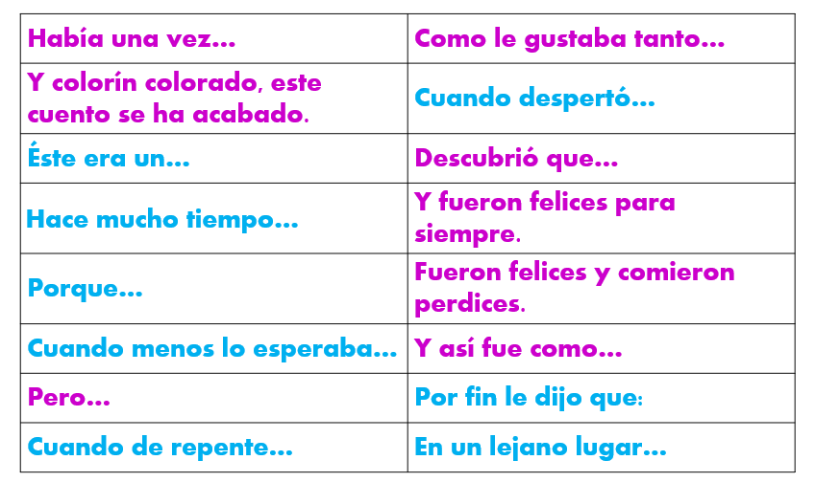 Había una vez...
Como le gustaba tanto...
Y colorín colorado, este
cuento se ha acabado.
Cuando despertó...
Éste era un...
Descubrió que...
Hace mucho tiempo...
Y fueron felices para
siempre.
Porque...
Fueron felices y comieron
perdices.
Cuando menos lo esperaba...
Y así fue como...
Pero...
Por fin le dijo que:
Cuando de repente...
En un lejano lugar...